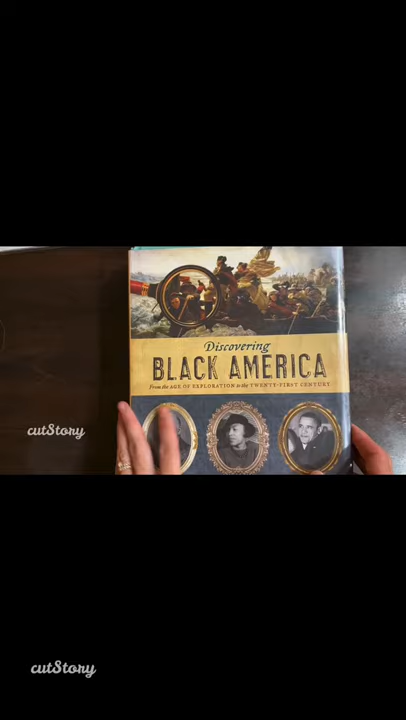 Discovering
BLACK AMERICA
From the AGE OF EXPLORATION to the TWENTY-FIRST CENTURY
cutStory
cutStory